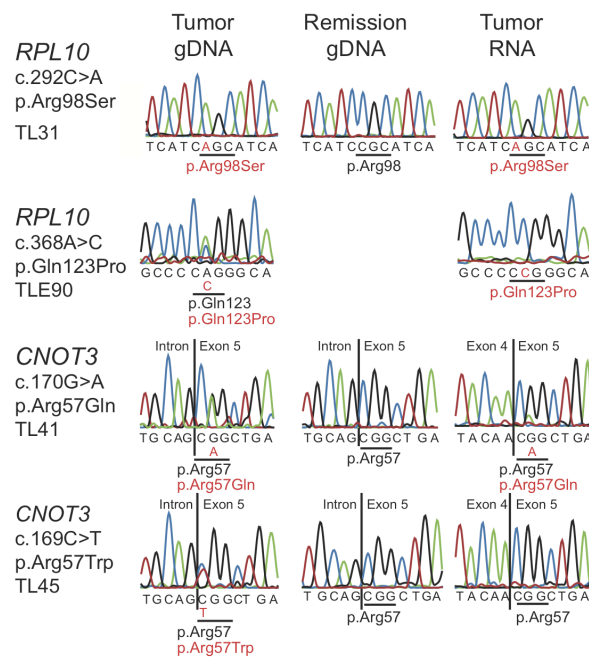 Tumor gDNA
Remission gDNA
Tumor RNA
RPL10
c.292C>A
p.Arg98Ser
TL31
TCATCAGCATCA
p.Arg98Ser
TCATCCGCATCA
p.Arg98
TCATCAGCATCA
p.Arg98Ser
RPL10
c.368A>C
p.Gln123Pro
TLE90
GCCCCAGGGCA
C
p.Gln123
p.Gln123Pro
GCCCCCGGGCA
p.Gln123Pro
CNOT3
c.170G>A
p.Arg57Gln
TL41
Intron Exon 5
TGCAGCGGCTGA
A
p.Arg57
p.Arg57Gln
Intron Exon 5
TGCAGCGGCTGA
p.Arg57
Exon 4 Exon 5
TACAACGGCTGA
A
p.Arg57
p.Arg57Gln
CNOT3
c.169C>T
p.Arg57Trp
TL45
Intron Exon 5
TGCAGCGGCTGA
T
p.Arg57
p.Arg57Trp
Intron Exon 5
TGCAGCGGCTGA
p.Arg57
Exon 4 Exon 5
TACAACGGCTGA
p.Arg57